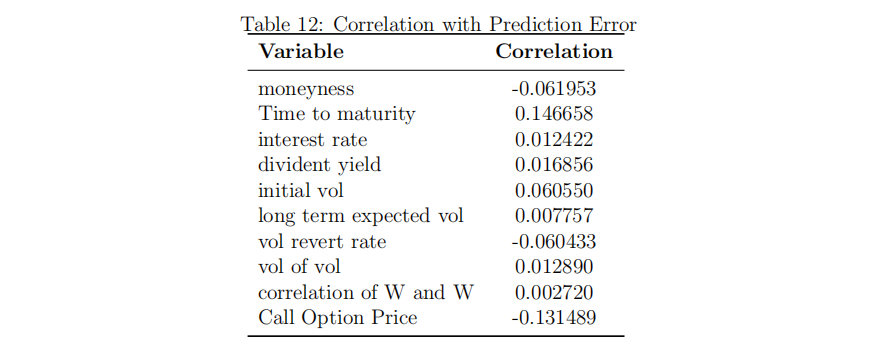 Table 12: Correlation with Prediction Error
Variable Correlation
moneyness -0.061953
Time to maturity 0.146658
interest rate 0.012422
divident yield 0.016856
initial vol 0.060550
long term expected vol 0.007757
vol revert rate -0.060433
vol of vol 0.012890
correlation of W and W 0.002720
Call Option Price -0.131489